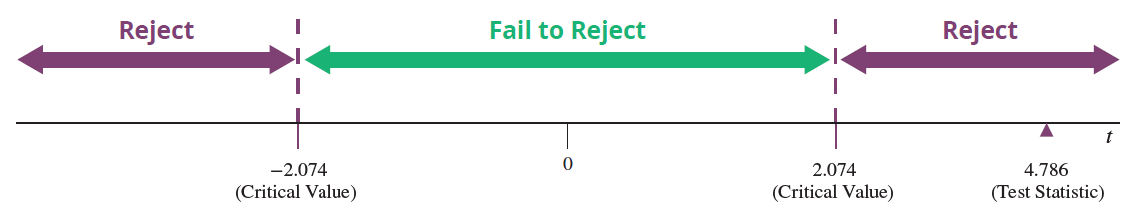 Reject
Fail to Reject
Reject
t
−2.074
(Critical Value)
0
2.074
(Critical Value)
4.786
(Test Statistic)